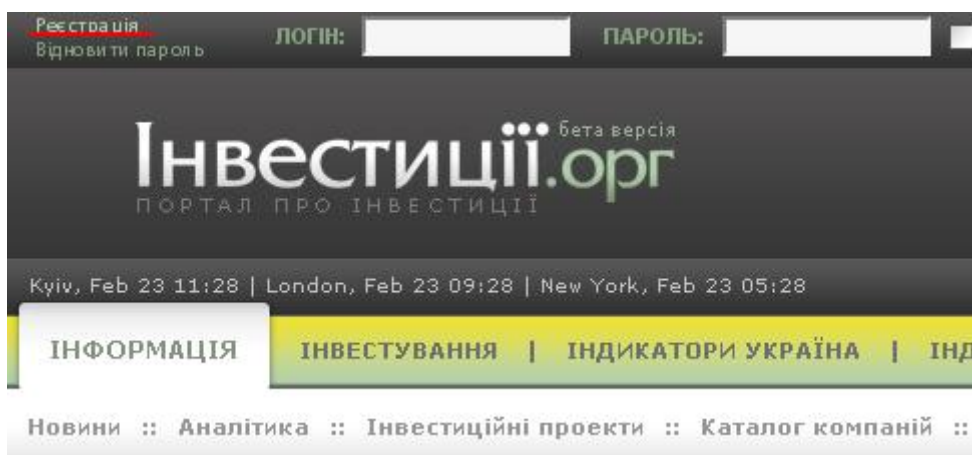 Реєстрація
Відновити пароль
ЛОГІН:
ПАРОЛЬ:
Інвестиції.орг
бета версія
ПОРТАЛ ПРО ІНВЕСТИЦІЇ
Kyiv, Feb 23 11:28 | London, Feb 23 09:28 | New York, Feb 23 05:28
ІНФОРМАЦІЯ ІНВЕСТУВАННЯ | ІНДИКАТОРИ УКРАЇНА | ІНД
Новини :: Аналітика :: Інвестиційні проекти :: Каталог компаній ::